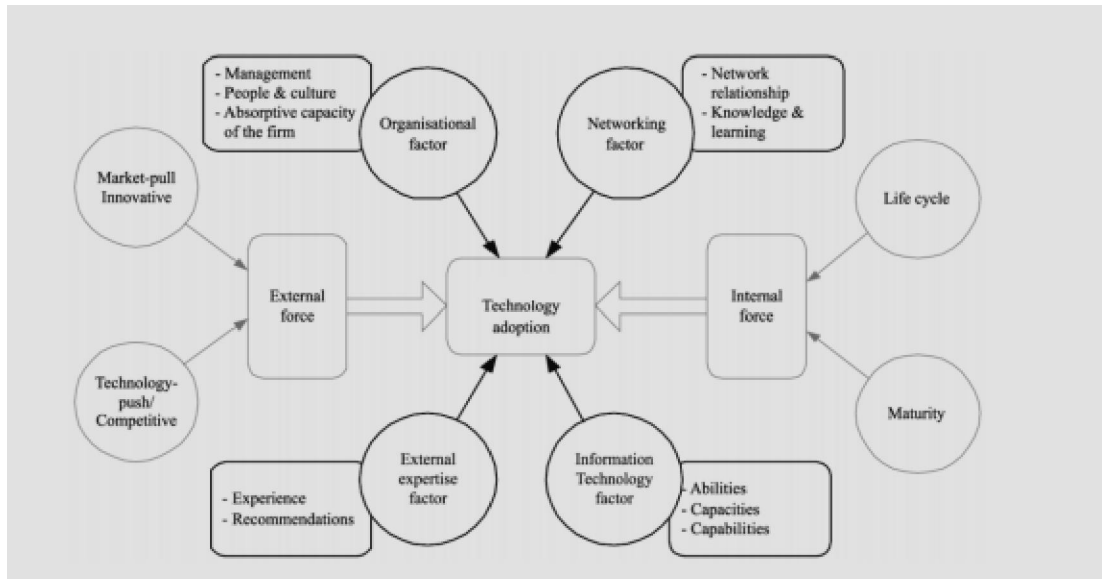 - Management
- People & culture
- Absorptive capacity
of the firm
Organisational
factor
Networking
factor
- Network
relationship
- Knowledge &
learning
Market-pull
Innovative
Life cycle
External
force
Technology
adoption
Internal
force
Technology-
push/
Competitive
Maturity
- Experience
- Recommendations
External
expertise
factor
Information
Technology
factor
- Abilities
- Capacities
- Capabilities